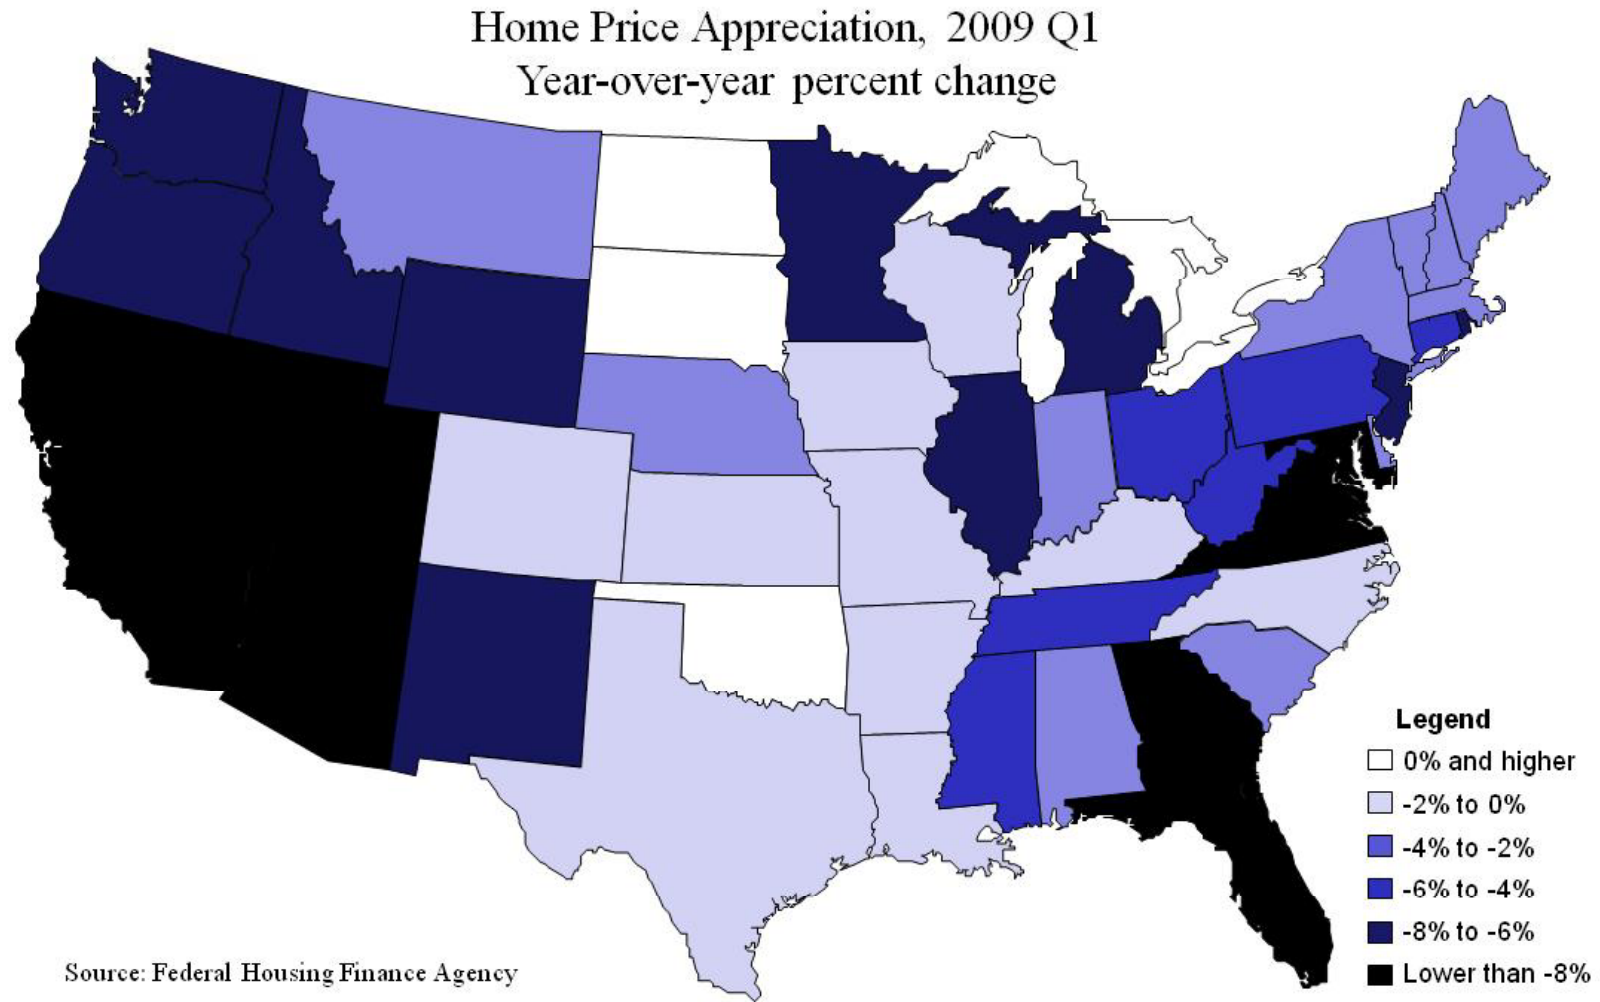 Home Price Appreciation, 2009 Q1
Year-over-year percent change
Legend
0% and higher
-2% to 0%
-4% to -2%
-6% to -4%
-8% to -6%
Lower than -8%
Source: Federal Housing Finance Agency